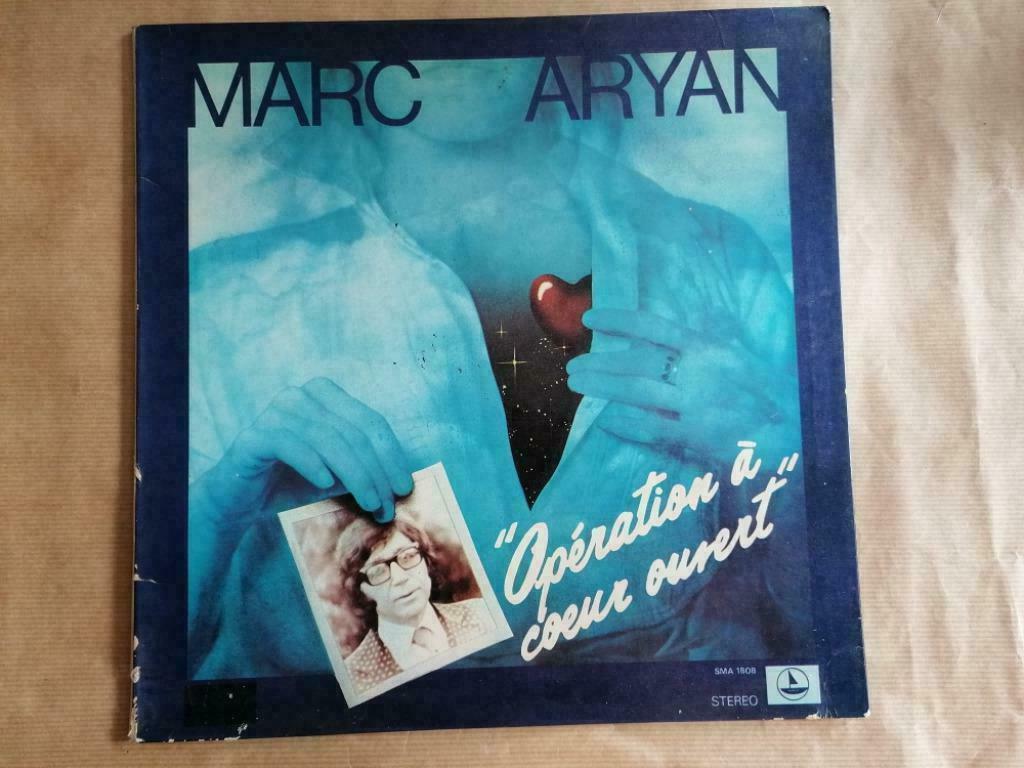 MARC ARYAN
"Opération à
coeur ouvert"
SMA 1808
STEREO